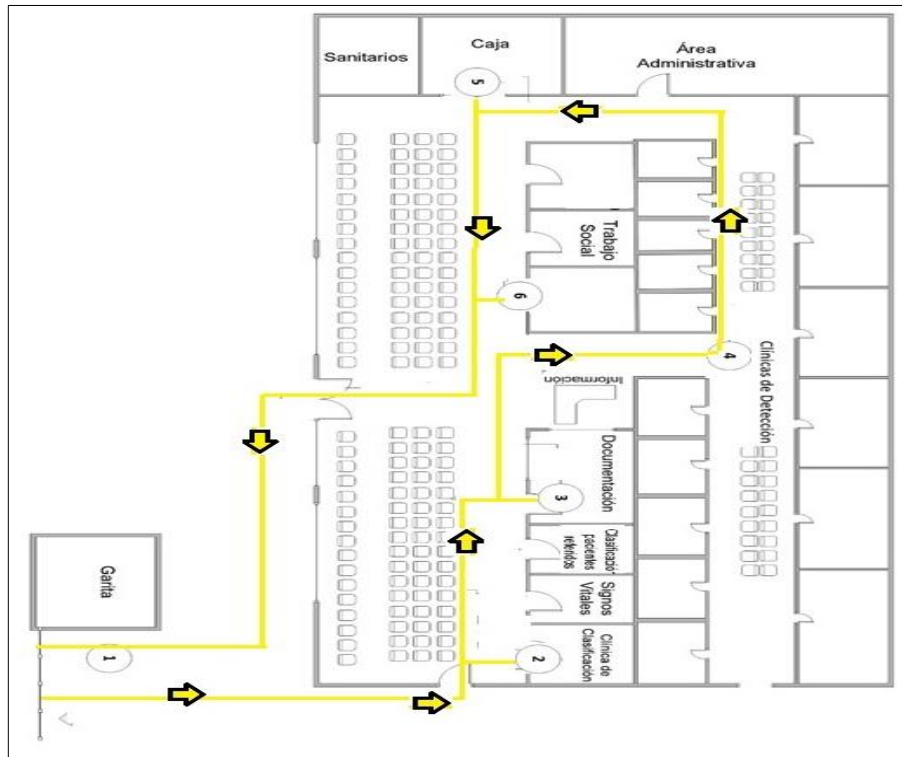 Sanitarios
Caja
Área
Administrativa
5
Trabajo
Social
6
4
Clínicas de Detección
Información
Documentación
3
Clasificación
pacientes
referidos
Signos
Vitales
Clínica de
Clasificación
2
Garita
1